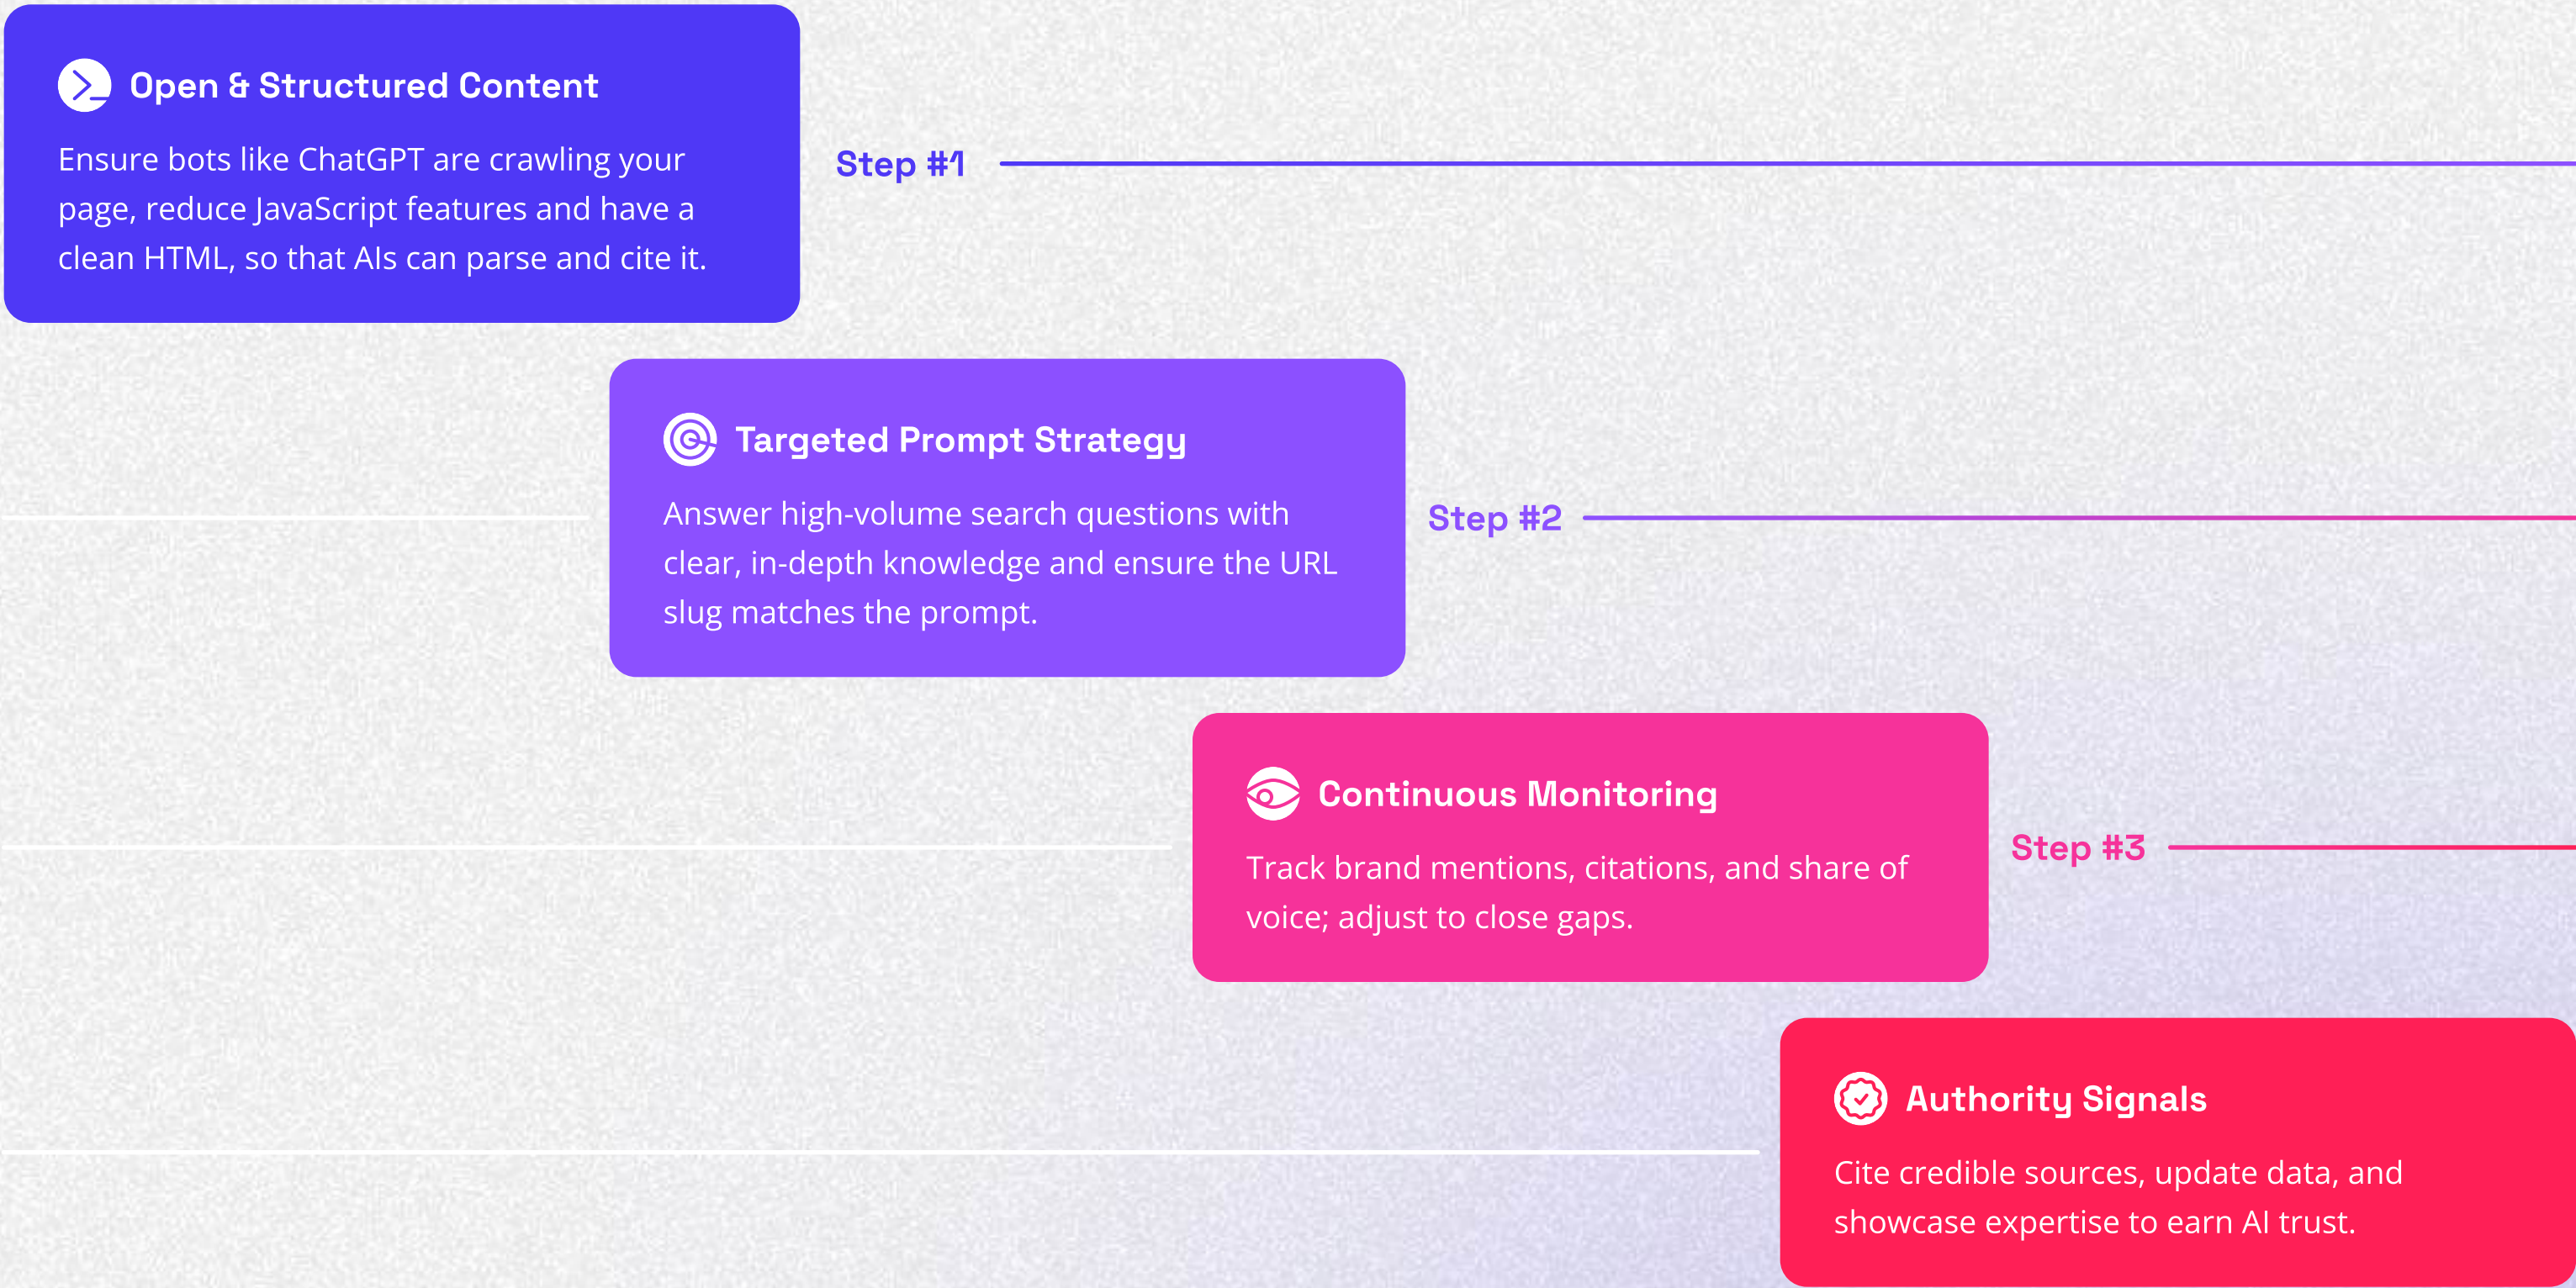 Open & Structured Content
Ensure bots like ChatGPT are crawling your
page, reduce JavaScript features and have a
clean HTML, so that AIs can parse and cite it.
Step #1
Targeted Prompt Strategy
Answer high-volume search questions with
clear, in-depth knowledge and ensure the URL
slug matches the prompt.
Step #2
Continuous Monitoring
Track brand mentions, citations, and share of
voice; adjust to close gaps.
Step #3
Authority Signals
Cite credible sources, update data, and
showcase expertise to earn AI trust.